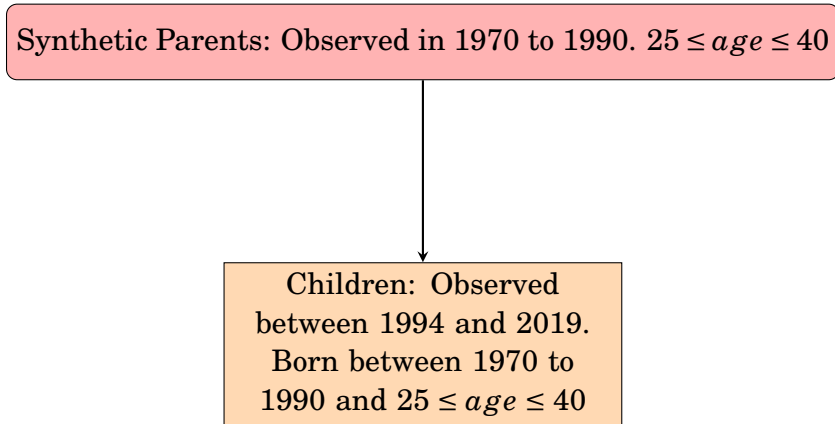 Synthetic Parents: Observed in 1970 to 1990. 25 ≤ age ≤ 40
Children: Observed
between 1994 and 2019.
Born between 1970 to
1990 and 25 ≤ age ≤ 40